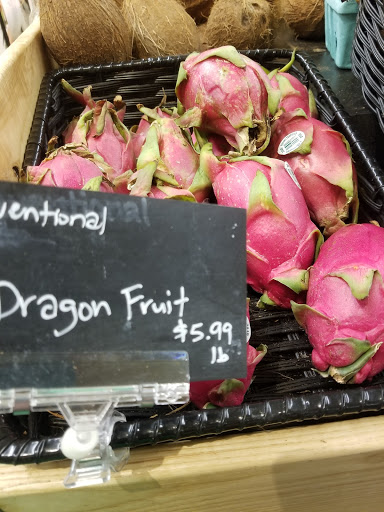 ventional
Dragon Fruit
$5.99
lb